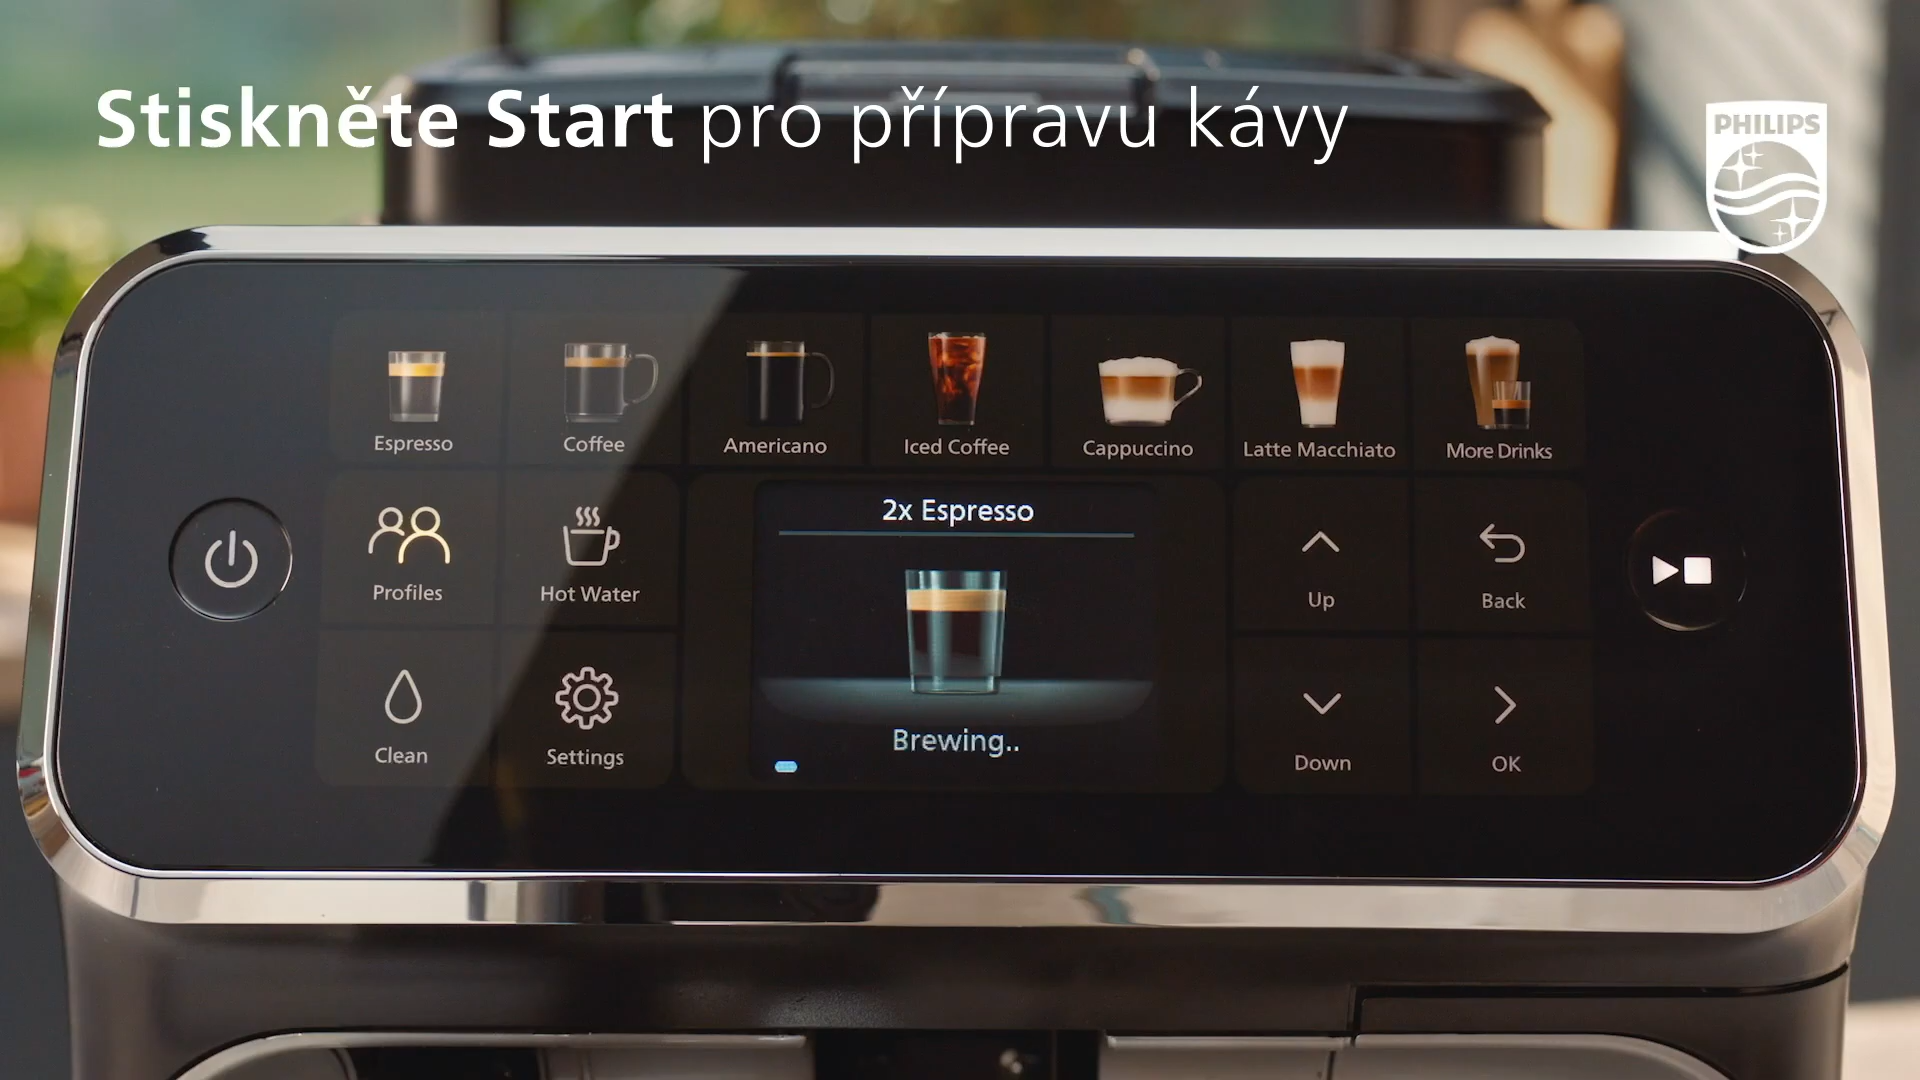 Stiskněte Start pro přípravu kávy
PHILIPS
Espresso
Coffee
Americano
Iced Coffee
Cappuccino
Latte Macchiato
More Drinks
Profiles
Hot Water
2x Espresso
Up
Back
Clean
Settings
Brewing..
Down
OK